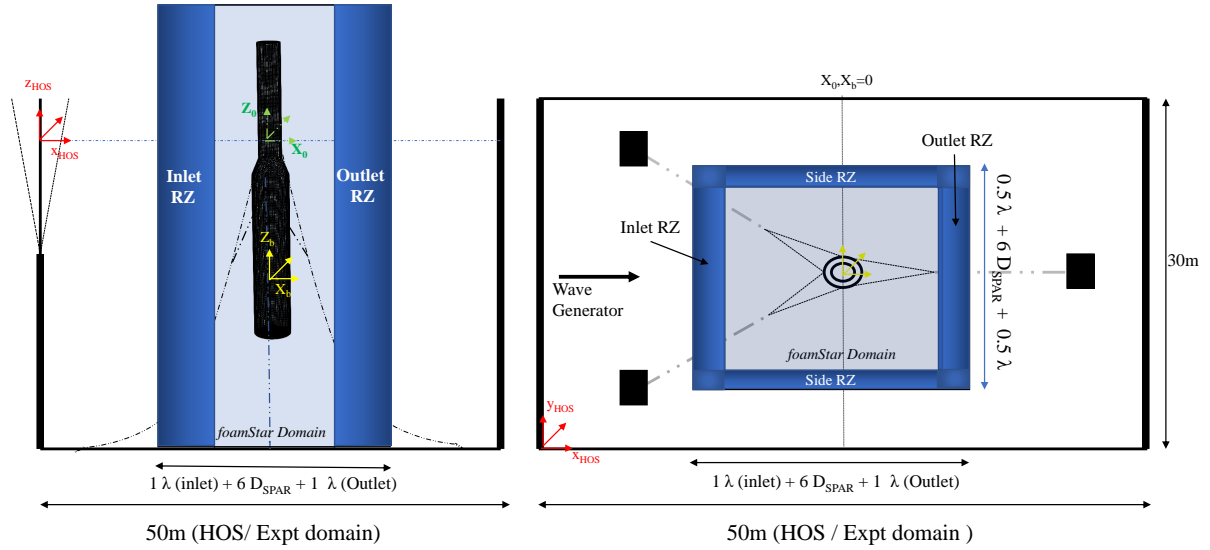 z_HOS
x_HOS
Z_0
X_0
Inlet
RZ
Outlet
RZ
Z_b
X_b
foamStar Domain
1 λ (inlet) + 6 D_SPAR + 1 λ (Outlet)
50m (HOS/ Expt domain)
X_0,X_b=0
Outlet RZ
Side RZ
Inlet RZ
Wave
Generator
foamStar Domain
Side RZ
0.5 λ + 6 D_SPAR + 0.5 λ
30m
y_HOS
x_HOS
1 λ (inlet) + 6 D_SPAR + 1 λ (Outlet)
50m (HOS / Expt domain )